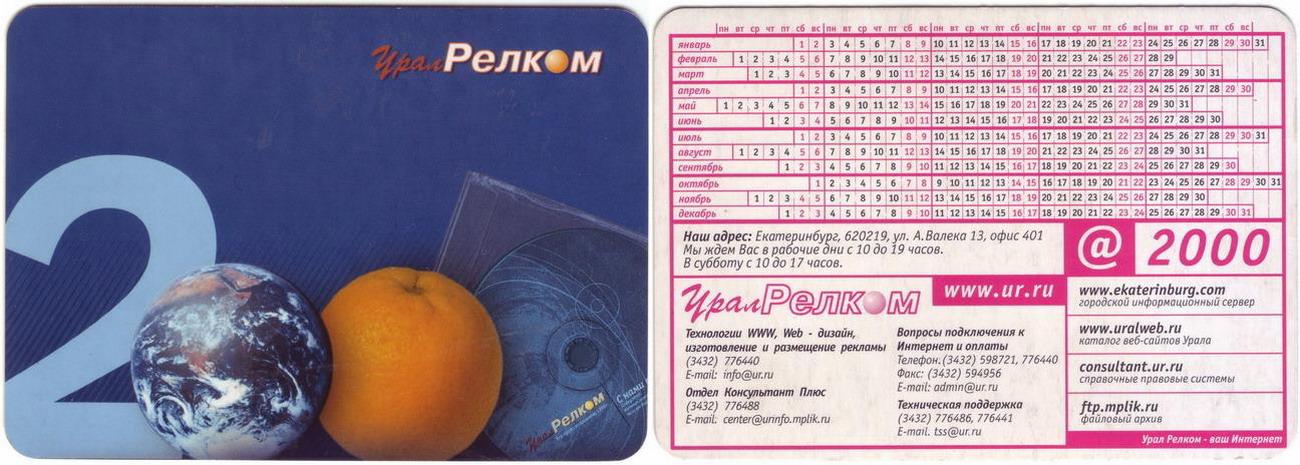 УралРелком
2
УралРелком
С нами
пн вт ср чт пт сб вс пн вт ср чт пт сб вс пн вт ср чт пт сб вс пн вт ср чт пт сб вс пн вт ср чт пт сб вс
январь 1 2 3 4 5 6 7 8 9 10 11 12 13 14 15 16 17 18 19 20 21 22 23 24 25 26 27 28 29 30 31
февраль 1 2 3 4 5 6 7 8 9 10 11 12 13 14 15 16 17 18 19 20 21 22 23 24 25 26 27 28 29
март 1 2 3 4 5 6 7 8 9 10 11 12 13 14 15 16 17 18 19 20 21 22 23 24 25 26 27 28 29 30 31
апрель 1 2 3 4 5 6 7 8 9 10 11 12 13 14 15 16 17 18 19 20 21 22 23 24 25 26 27 28 29 30
май 1 2 3 4 5 6 7 8 9 10 11 12 13 14 15 16 17 18 19 20 21 22 23 24 25 26 27 28 29 30 31
июнь 1 2 3 4 5 6 7 8 9 10 11 12 13 14 15 16 17 18 19 20 21 22 23 24 25 26 27 28 29 30
июль 1 2 3 4 5 6 7 8 9 10 11 12 13 14 15 16 17 18 19 20 21 22 23 24 25 26 27 28 29 30 31
август 1 2 3 4 5 6 7 8 9 10 11 12 13 14 15 16 17 18 19 20 21 22 23 24 25 26 27 28 29 30 31
сентябрь 1 2 3 4 5 6 7 8 9 10 11 12 13 14 15 16 17 18 19 20 21 22 23 24 25 26 27 28 29 30
октябрь 1 2 3 4 5 6 7 8 9 10 11 12 13 14 15 16 17 18 19 20 21 22 23 24 25 26 27 28 29 30 31
ноябрь 1 2 3 4 5 6 7 8 9 10 11 12 13 14 15 16 17 18 19 20 21 22 23 24 25 26 27 28 29 30
декабрь 1 2 3 4 5 6 7 8 9 10 11 12 13 14 15 16 17 18 19 20 21 22 23 24 25 26 27 28 29 30 31
Наш адрес: Екатеринбург, 620219, ул. А.Валека 13, офис 401
Мы ждем Вас в рабочие дни с 10 до 19 часов.
В субботу с 10 до 17 часов.
@ 2000
УралРелком
www.ur.ru
Технологии WWW, Web - дизайн,
изготовление и размещение рекламы
(3432) 776440
E-mail: info@ur.ru
Отдел Консультант Плюс
(3432) 776488
E-mail: center@urinfo.mplik.ru
Вопросы подключения к
Интернет и оплаты
Телефон.(3432) 598721, 776440
Факс: (3432) 594956
E-mail: admin@ur.ru
Техническая поддержка
(3432) 776486, 776441
E-mail. tss@ur.ru
www.ekaterinburg.com
городской информационный сервер
www.uralweb.ru
каталог веб-сайтов Урала
consultant.ur.ru
справочные правовые системы
ftp.mplik.ru
файловый архив
Урал Релком - ваш Интернет